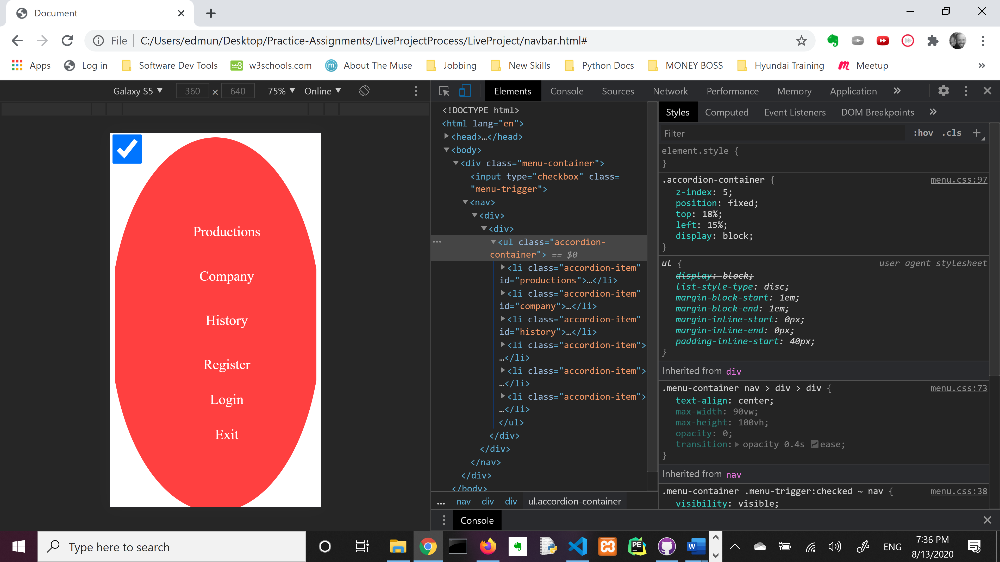 Document
File C:/Users/edmun/Desktop/Practice-Assignments/LiveProjectProcess/LiveProject/navbar.html#
Apps Log in Software Dev Tools w3schools.com About The Muse Jobbing New Skills Python Docs MONEY BOSS Hyundai Training Meetup »
Galaxy S5 360 × 640 75% Online
Elements Console Sources Network Performance Memory Application »
Productions
Company
History
Register
Login
Exit
<!DOCTYPE html>
<html lang="en">
<head>…</head>
<body>
<div class="menu-container">
<input type="checkbox" class=
"menu-trigger">
<nav>
<div>
<div>
<ul class="accordion-
container"> == $0
<li class="accordion-item"
id="productions">…</li>
<li class="accordion-item"
id="company">…</li>
<li class="accordion-item"
id="history">…</li>
<li class="accordion-item">
…</li>
<li class="accordion-item">
…</li>
<li class="accordion-item">
…</li>
</ul>
</div>
</div>
</nav>
</div>
</body>
... nav div div ul.accordion-container
Styles Computed Event Listeners DOM Breakpoints »
Filter :hov .cls +
element.style {
}
.accordion-container { menu.css:97
z-index: 5;
position: fixed;
top: 18%;
left: 15%;
display: block;
}
ul { user agent stylesheet
display: block;
list-style-type: disc;
margin-block-start: 1em;
margin-block-end: 1em;
margin-inline-start: 0px;
margin-inline-end: 0px;
padding-inline-start: 40px;
}
Inherited from div
.menu-container nav > div > div { menu.css:73
text-align: center;
max-width: 90vw;
max-height: 100vh;
opacity: 0;
transition: opacity 0.4s ease;
}
Inherited from nav
.menu-container .menu-trigger:checked ~ nav { menu.css:38
visibility: visible;
Console
Type here to search
ENG
7:36 PM
8/13/2020